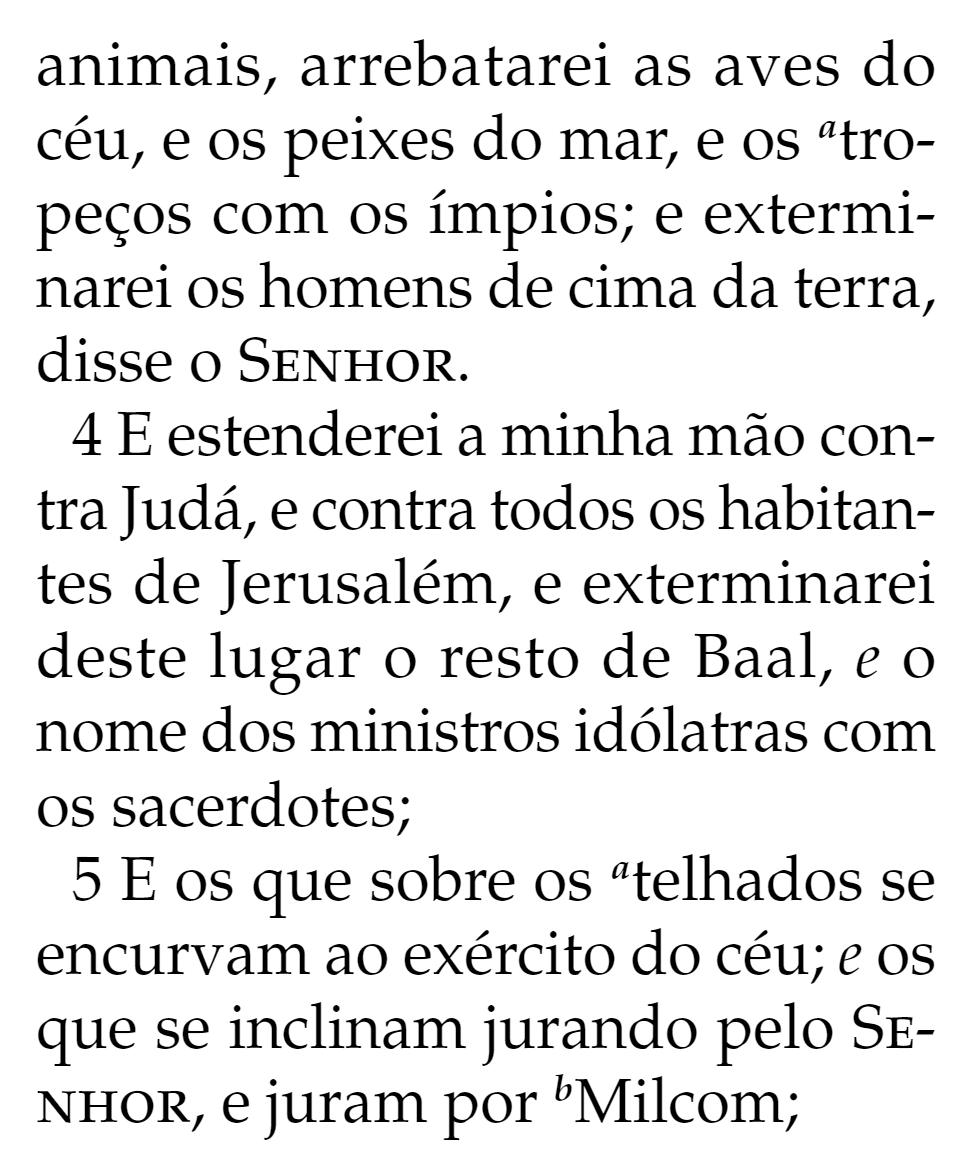 animais, arrebatarei as aves do
céu, e os peixes do mar, e os atro-
peços com os ímpios; e extermi-
narei os homens de cima da terra,
disse o SENHOR.
4 E estenderei a minha mão con-
tra Judá, e contra todos os habitan-
tes de Jerusalém, e exterminarei
deste lugar o resto de Baal, e o
nome dos ministros idólatras com
os sacerdotes;
5 E os que sobre os atelhados se
encurvam ao exército do céu; e os
que se inclinam jurando pelo SE-
NHOR, e juram por bMilcom;